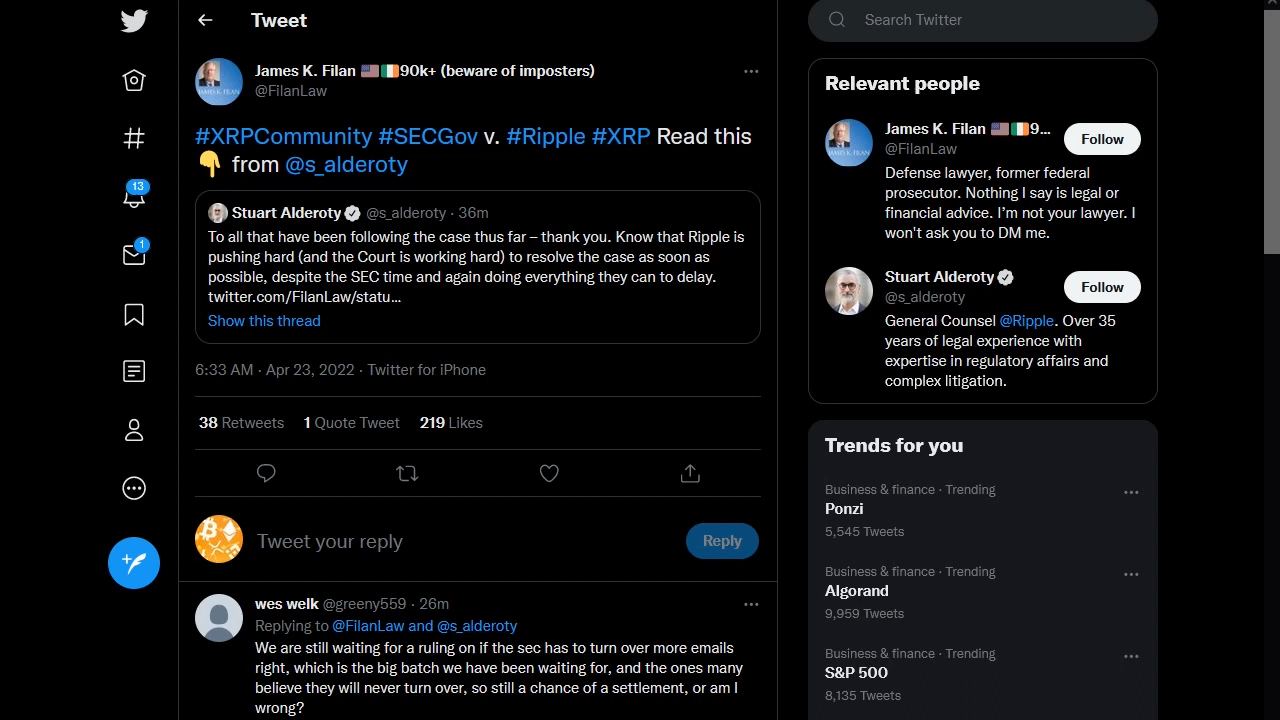 Tweet
James K. Filan 🇺🇸🇮🇪90k+ (beware of imposters)
@FilanLaw
#XRPCommunity #SECGov v. #Ripple #XRP Read this
👇 from @s_alderoty
Stuart Alderoty @s_alderoty · 36m
To all that have been following the case thus far – thank you. Know that Ripple is
pushing hard (and the Court is working hard) to resolve the case as soon as
possible, despite the SEC time and again doing everything they can to delay.
twitter.com/FilanLaw/statu...
Show this thread
6:33 AM · Apr 23, 2022 · Twitter for iPhone
38 Retweets 1 Quote Tweet 219 Likes
Tweet your reply
Reply
wes welk @greeny559 · 26m
Replying to @FilanLaw and @s_alderoty
We are still waiting for a ruling on if the sec has to turn over more emails
right, which is the big batch we have been waiting for, and the ones many
believe they will never turn over, so still a chance of a settlement, or am I
wrong?
13
1
Search Twitter
Relevant people
James K. Filan 🇺🇸🇮🇪9...
@FilanLaw
Follow
Defense lawyer, former federal
prosecutor. Nothing I say is legal or
financial advice. I'm not your lawyer. I
won't ask you to DM me.
Stuart Alderoty
@s_alderoty
Follow
General Counsel @Ripple. Over 35
years of legal experience with
expertise in regulatory affairs and
complex litigation.
Trends for you
Business & finance · Trending
Ponzi
5,545 Tweets
Business & finance · Trending
Algorand
9,959 Tweets
Business & finance · Trending
S&P 500
8,135 Tweets